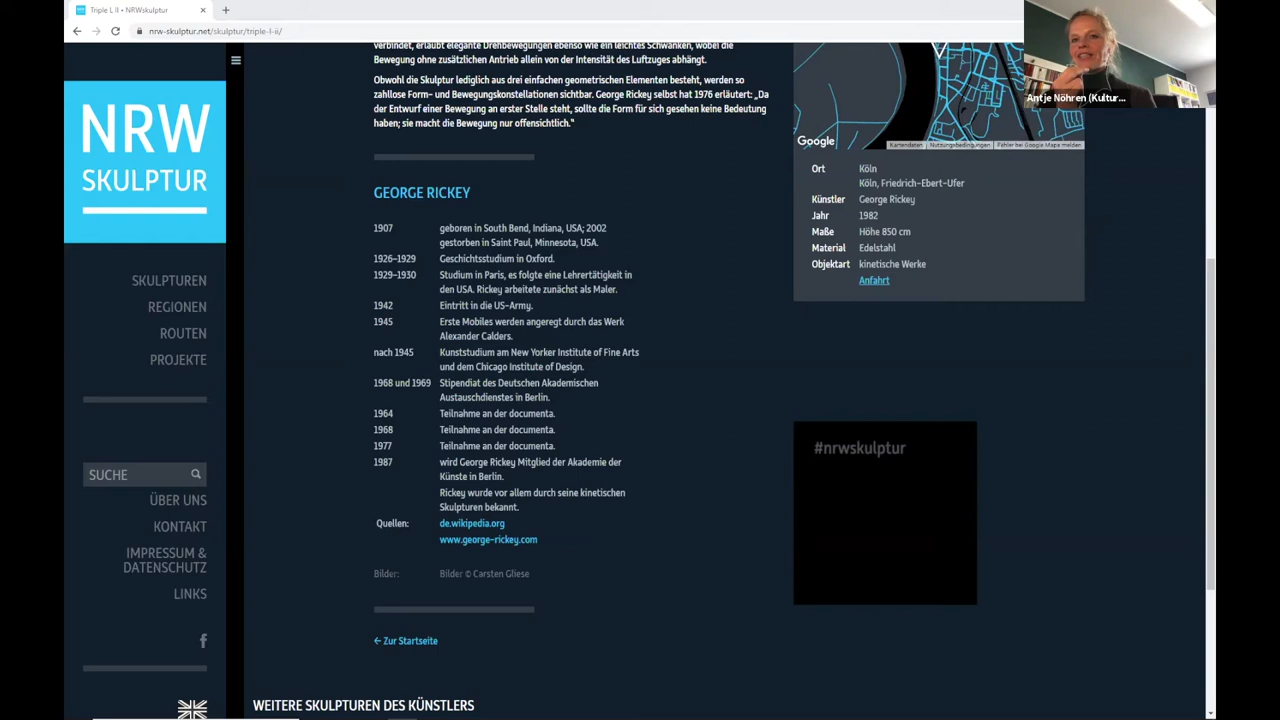 Triple L II • NRWskulptur
nrw-skulptur.net/skulptur/triple-l-ii/
NRW
SKULPTUR
SKULPTUREN
REGIONEN
ROUTEN
PROJEKTE
SUCHE
ÜBER UNS
KONTAKT
IMPRESSUM &
DATENSCHUTZ
LINKS
verbindet, erlaubt elegante Drehbewegungen ebenso wie ein leichtes Schwanken, wobei die
Bewegung ohne zusätzlichen Antrieb allein von der Intensität des Luftzuges abhängt.
Obwohl die Skulptur lediglich aus drei einfachen geometrischen Elementen besteht, werden so
zahllose Form- und Bewegungskonstellationen sichtbar. George Rickey selbst hat 1976 erläutert: „Da
der Entwurf einer Bewegung an erster Stelle steht, sollte die Form für sich gesehen keine Bedeutung
haben; sie macht die Bewegung nur offensichtlich.“
GEORGE RICKEY
1907 geboren in South Bend, Indiana, USA; 2002
gestorben in Saint Paul, Minnesota, USA.
1926–1929 Geschichtsstudium in Oxford.
1929–1930 Studium in Paris, es folgte eine Lehrertätigkeit in
den USA. Rickey arbeitete zunächst als Maler.
1942 Eintritt in die US-Army.
1945 Erste Mobiles werden angeregt durch das Werk
Alexander Calders.
nach 1945 Kunststudium am New Yorker Institute of Fine Arts
und dem Chicago Institute of Design.
1968 und 1969 Stipendiat des Deutschen Akademischen
Austauschdienstes in Berlin.
1964 Teilnahme an der documenta.
1968 Teilnahme an der documenta.
1977 Teilnahme an der documenta.
1987 wird George Rickey Mitglied der Akademie der
Künste in Berlin.
Rickey wurde vor allem durch seine kinetischen
Skulpturen bekannt.
Quellen: de.wikipedia.org
www.george-rickey.com
Bilder: Bilder © Carsten Gliese
← Zur Startseite
WEITERE SKULPTUREN DES KÜNSTLERS
Google
Kartendaten Nutzungsbedingungen Fehler bei Google Maps melden
Ort Köln
Köln, Friedrich-Ebert-Ufer
Künstler George Rickey
Jahr 1982
Maße Höhe 850 cm
Material Edelstahl
Objektart kinetische Werke
Anfahrt
#nrwskulptur
Antje Nöhren (Kultur...